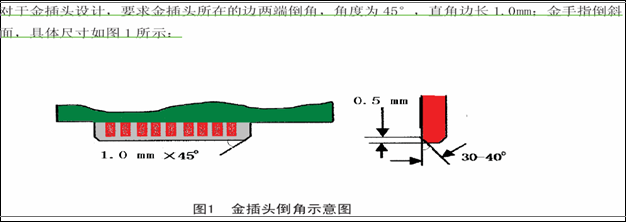 对于金插头设计，要求金插头所在的边两端倒角，角度为45°，直角边长1.0mm；金手指倒斜
面，具体尺寸如图1所示：
0.5 mm
1.0 mm ×45°
30-40°
图1 金插头倒角示意图